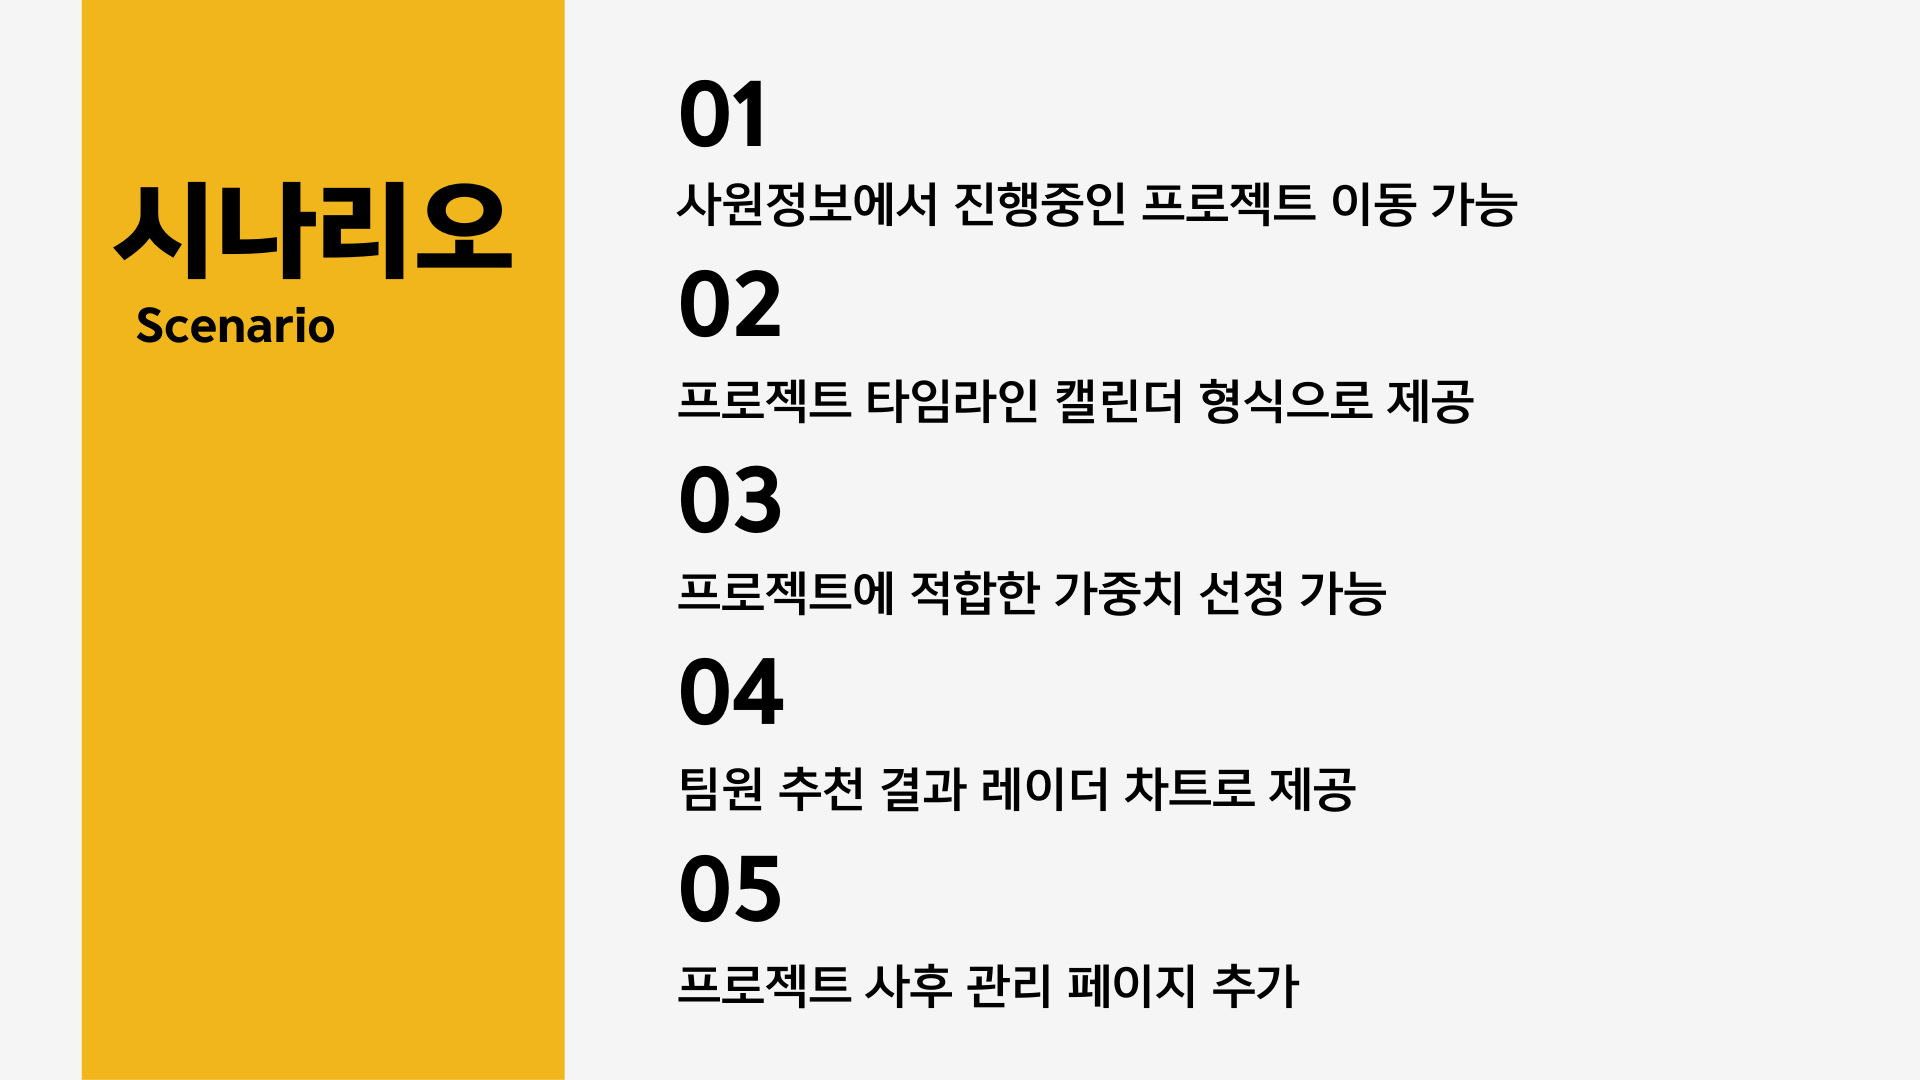 시나리오
Scenario
01
사원정보에서 진행중인 프로젝트 이동 가능
02
프로젝트 타임라인 캘린더 형식으로 제공
03
프로젝트에 적합한 가중치 선정 가능
04
팀원 추천 결과 레이더 차트로 제공
05
프로젝트 사후 관리 페이지 추가